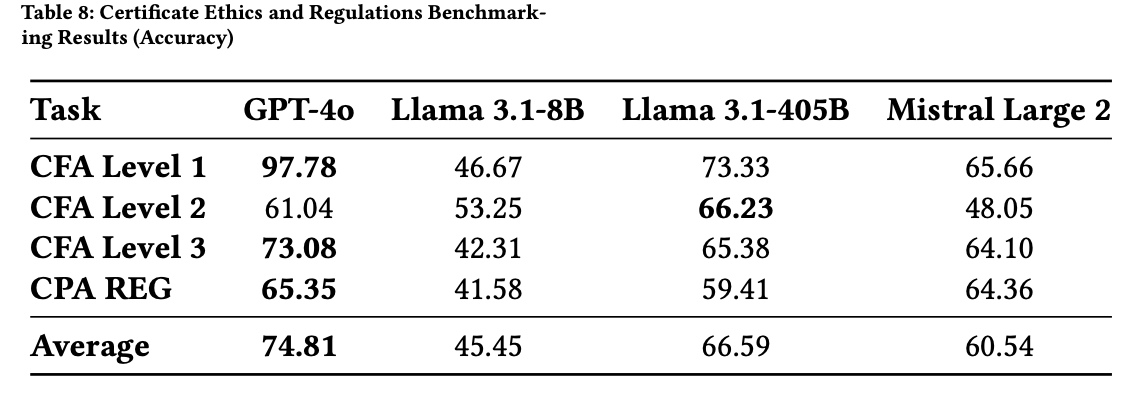 Table 8: Certificate Ethics and Regulations Benchmark-
ing Results (Accuracy)
Task GPT-4o Llama 3.1-8B Llama 3.1-405B Mistral Large 2
CFA Level 1 97.78 46.67 73.33 65.66
CFA Level 2 61.04 53.25 66.23 48.05
CFA Level 3 73.08 42.31 65.38 64.10
CPA REG 65.35 41.58 59.41 64.36
Average 74.81 45.45 66.59 60.54